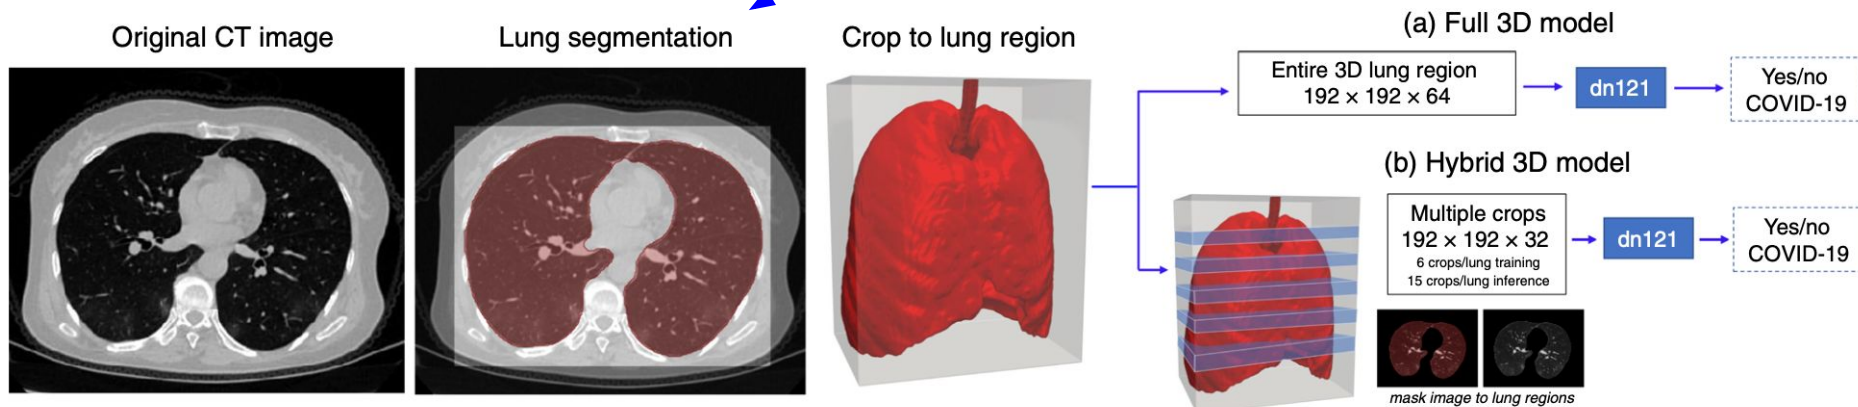 Original CT image
Lung segmentation
Crop to lung region
(a) Full 3D model
Entire 3D lung region
192 × 192 × 64
dn121
Yes/no
COVID-19
(b) Hybrid 3D model
Multiple crops
192 × 192 × 32
6 crops/lung training
15 crops/lung inference
dn121
Yes/no
COVID-19
mask image to lung regions